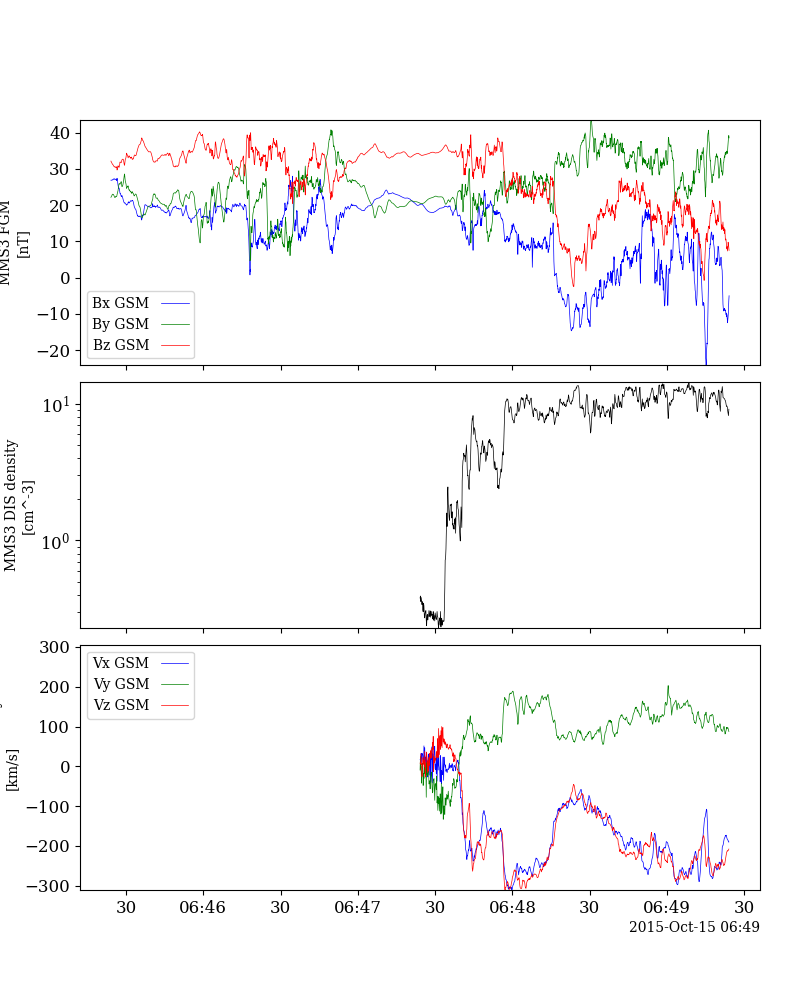 40
30
20
10
0
−10
−20
MMS3 FGM
[nT]
Bx GSM
By GSM
Bz GSM
10^1
10^0
MMS3 DIS density
[cm^-3]
300
200
100
0
−100
−200
−300
[km/s]
Vx GSM
Vy GSM
Vz GSM
30 06:46 30 06:47 30 06:48 30 06:49 30
2015-Oct-15 06:49